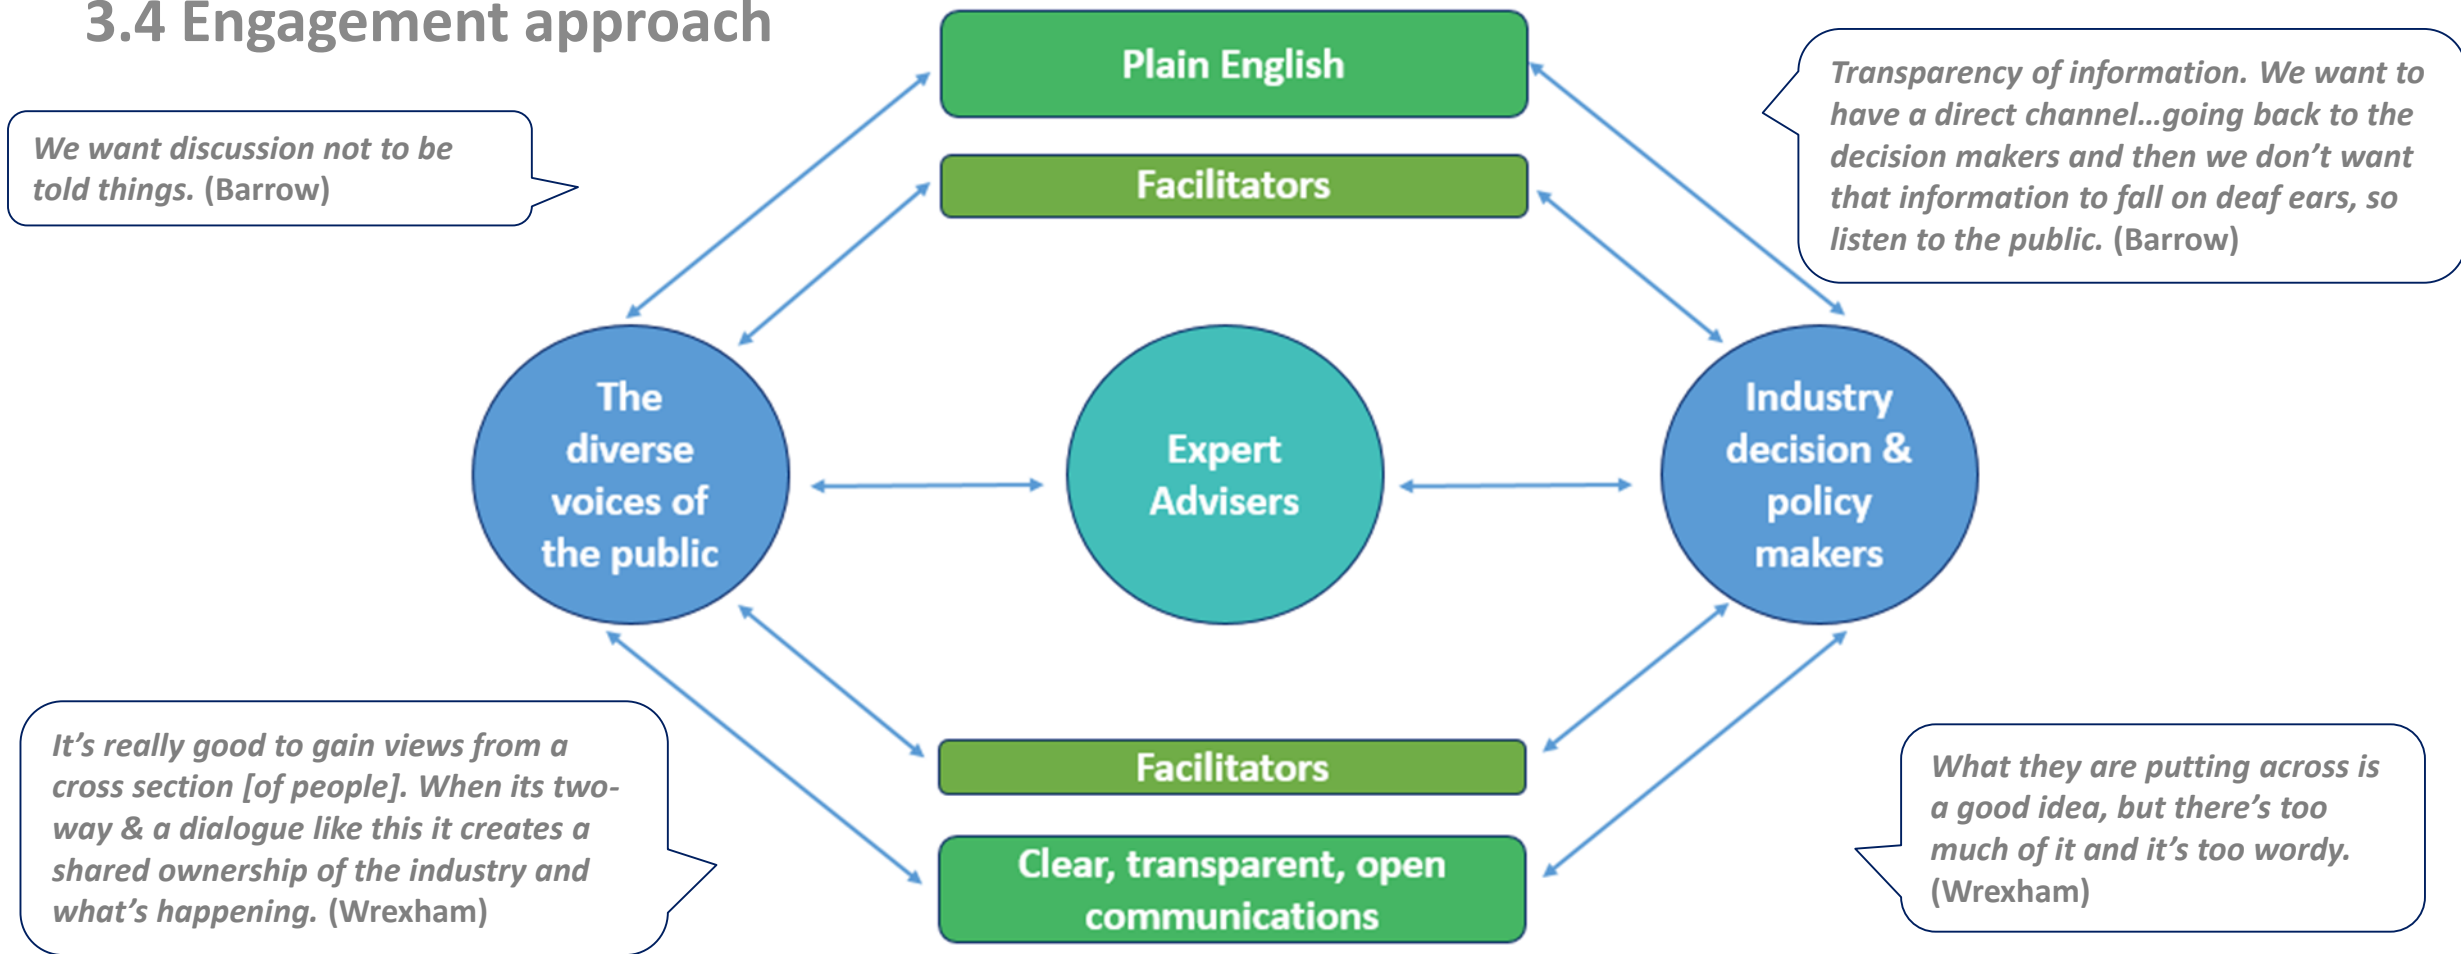 3.4 Engagement approach
Plain English
Facilitators
We want discussion not to be
told things. (Barrow)
Transparency of information. We want to
have a direct channel…going back to the
decision makers and then we don’t want
that information to fall on deaf ears, so
listen to the public. (Barrow)
The
diverse
voices of
the public
Expert
Advisers
Industry
decision &
policy
makers
It’s really good to gain views from a
cross section [of people]. When its two-
way & a dialogue like this it creates a
shared ownership of the industry and
what’s happening. (Wrexham)
Facilitators
Clear, transparent, open
communications
What they are putting across is
a good idea, but there’s too
much of it and it’s too wordy.
(Wrexham)